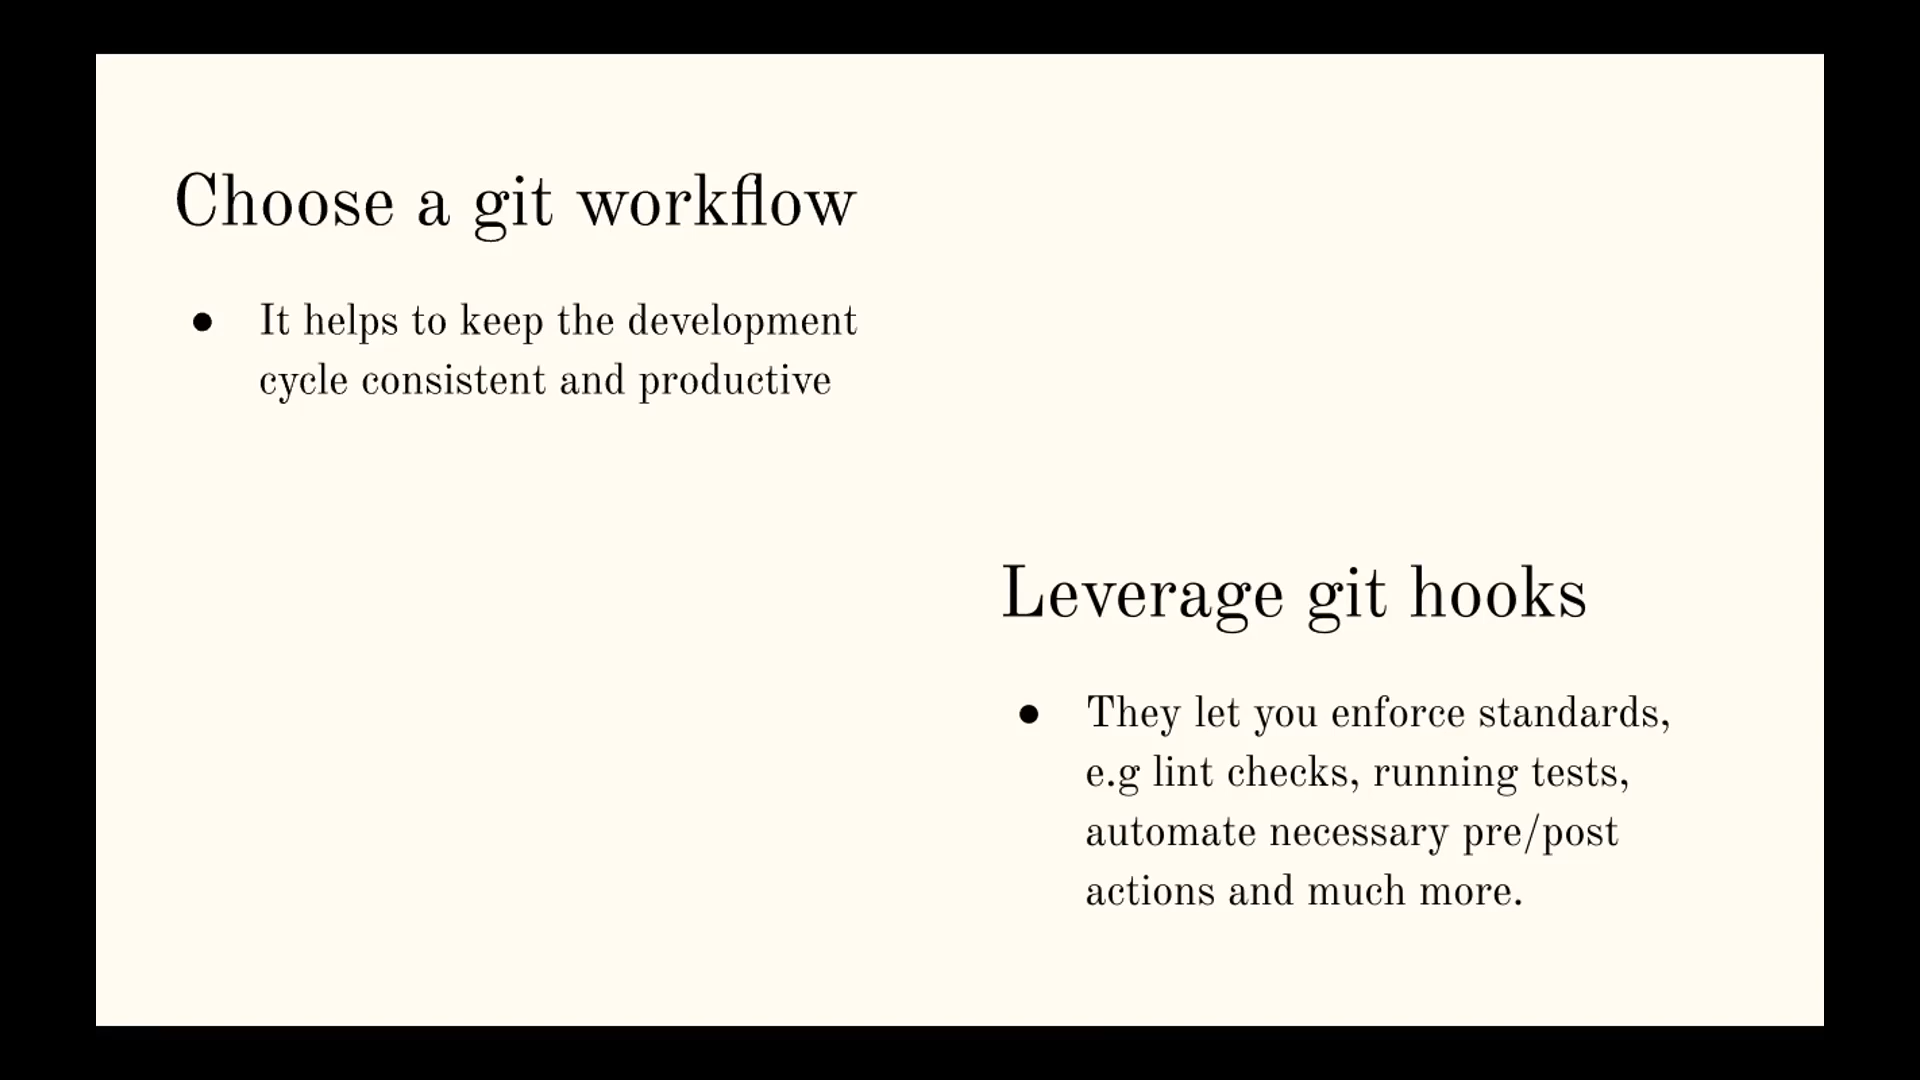 Choose a git workflow
● It helps to keep the development
cycle consistent and productive
Leverage git hooks
● They let you enforce standards,
e.g lint checks, running tests,
automate necessary pre/post
actions and much more.